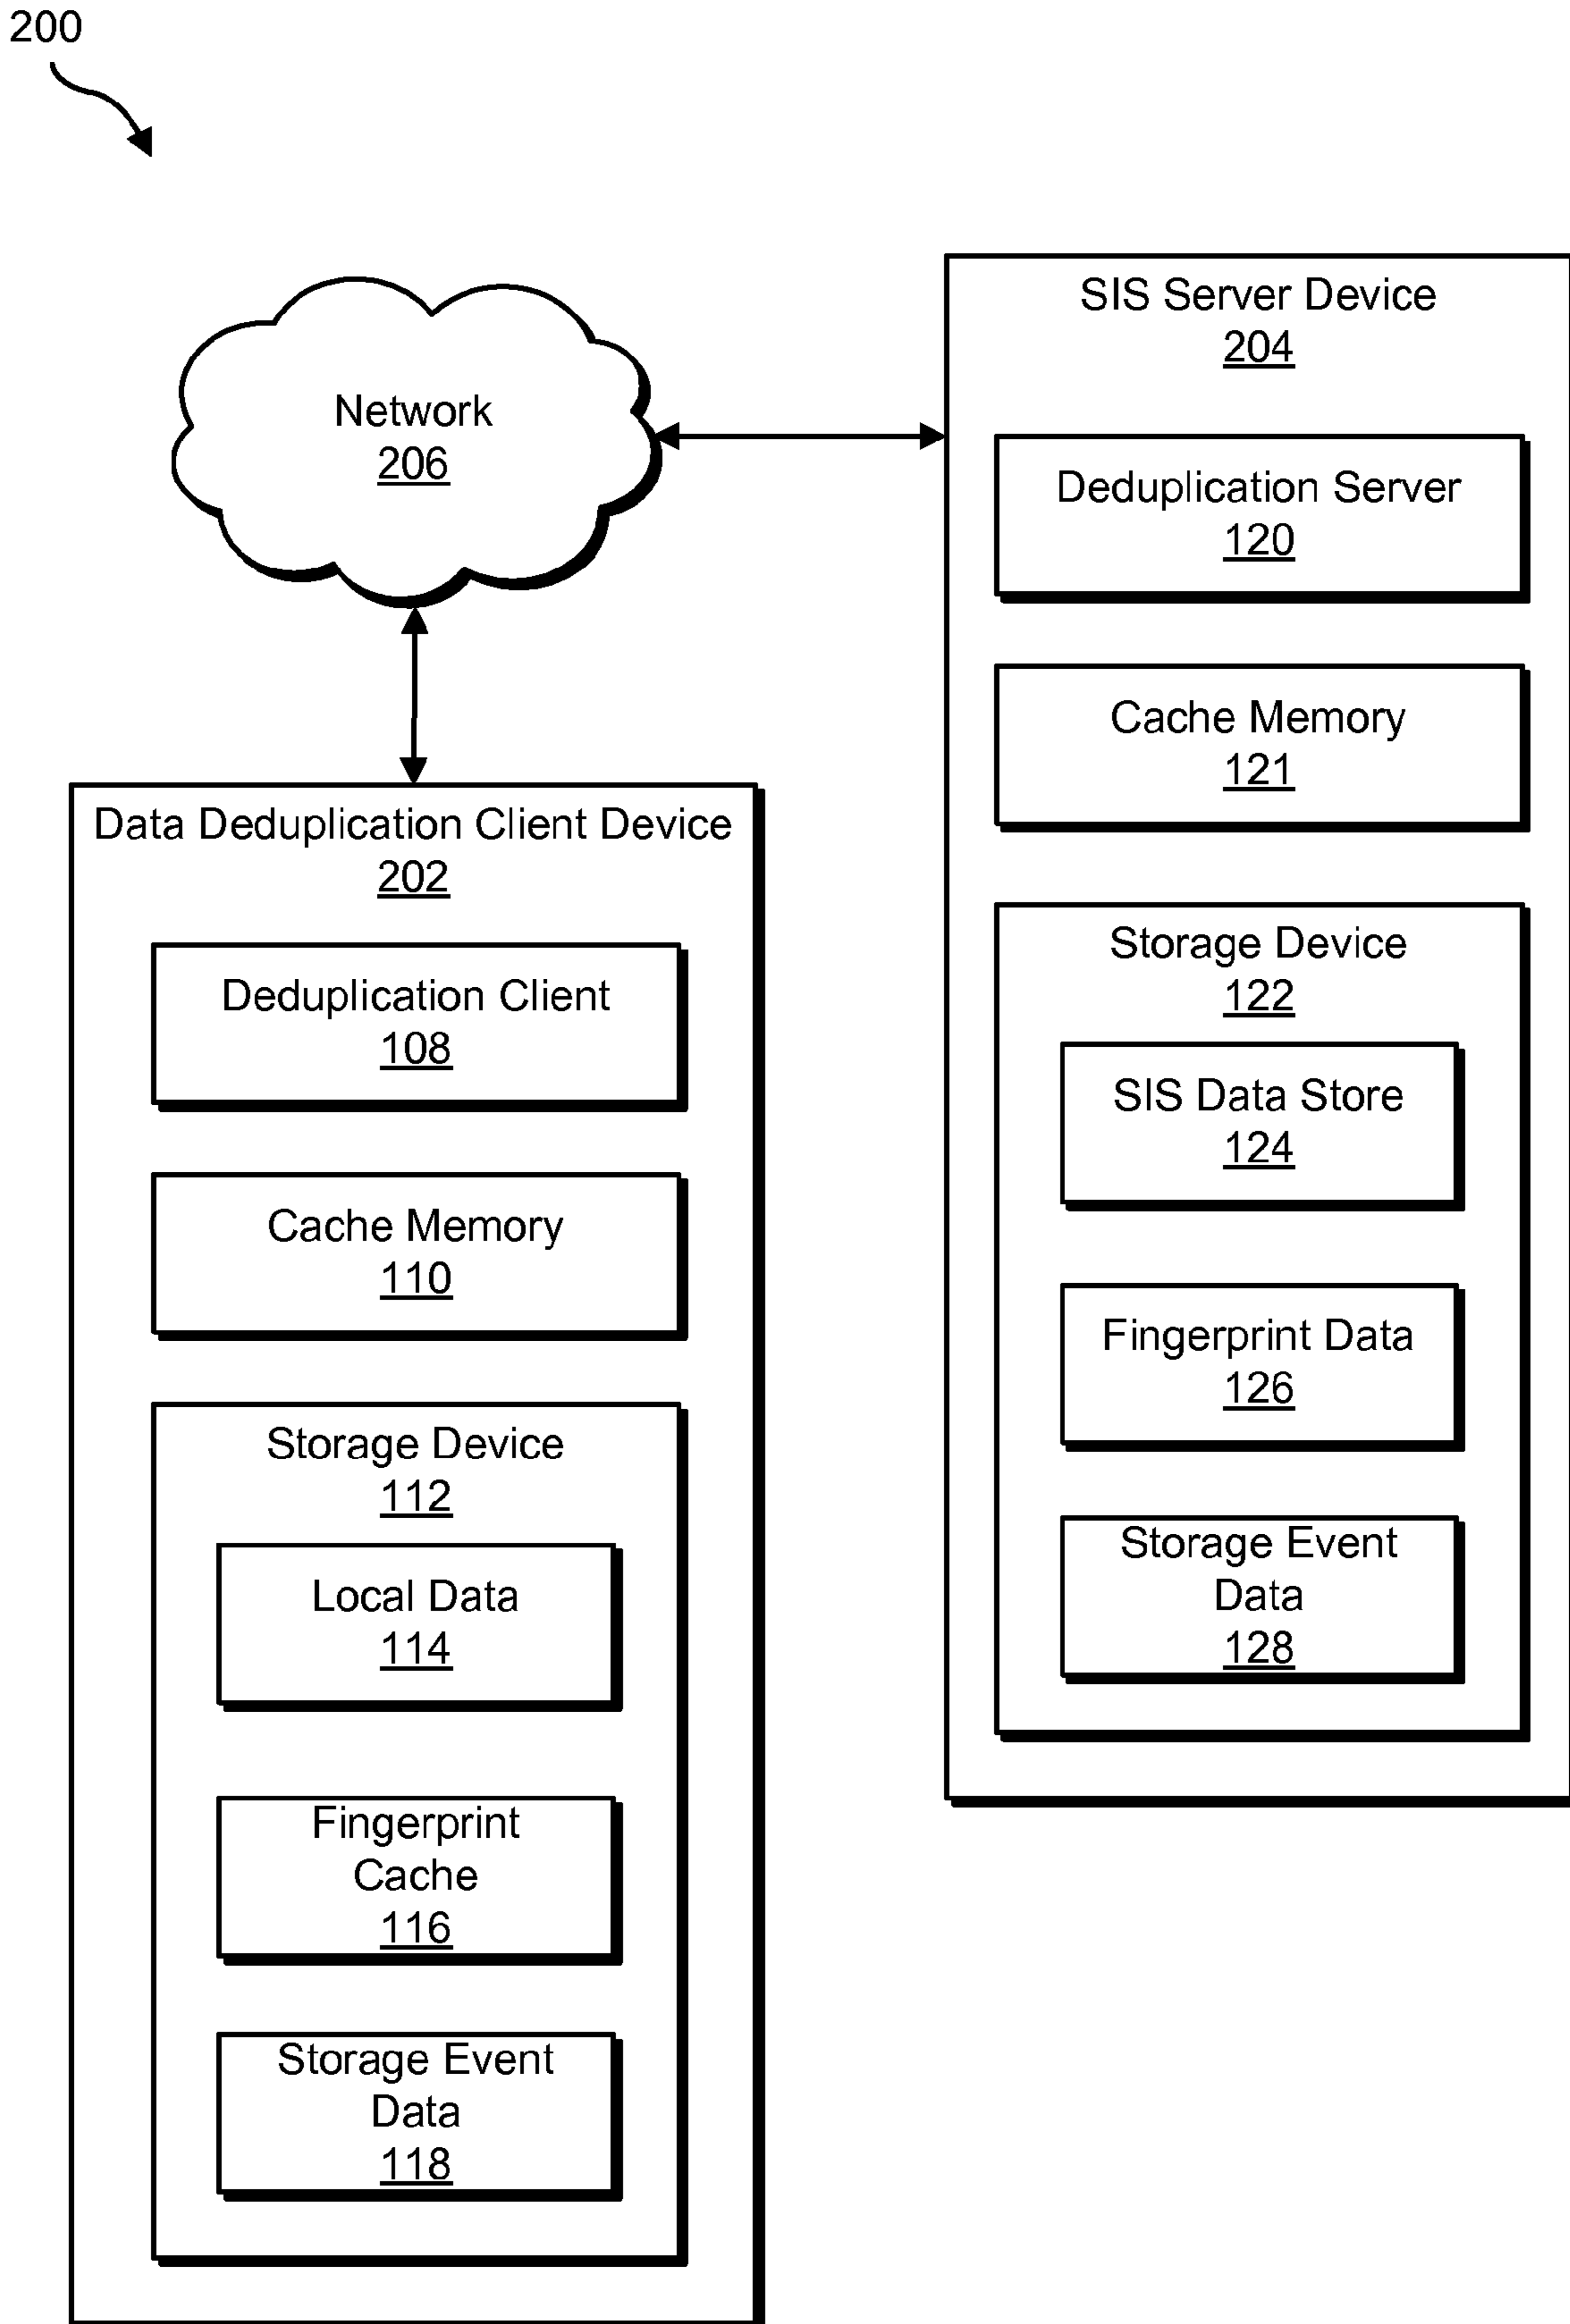 200
Network
206
SIS Server Device
204
Deduplication Server
120
Cache Memory
121
Storage Device
122
SIS Data Store
124
Fingerprint Data
126
Storage Event
Data
128
Data Deduplication Client Device
202
Deduplication Client
108
Cache Memory
110
Storage Device
112
Local Data
114
Fingerprint
Cache
116
Storage Event
Data
118